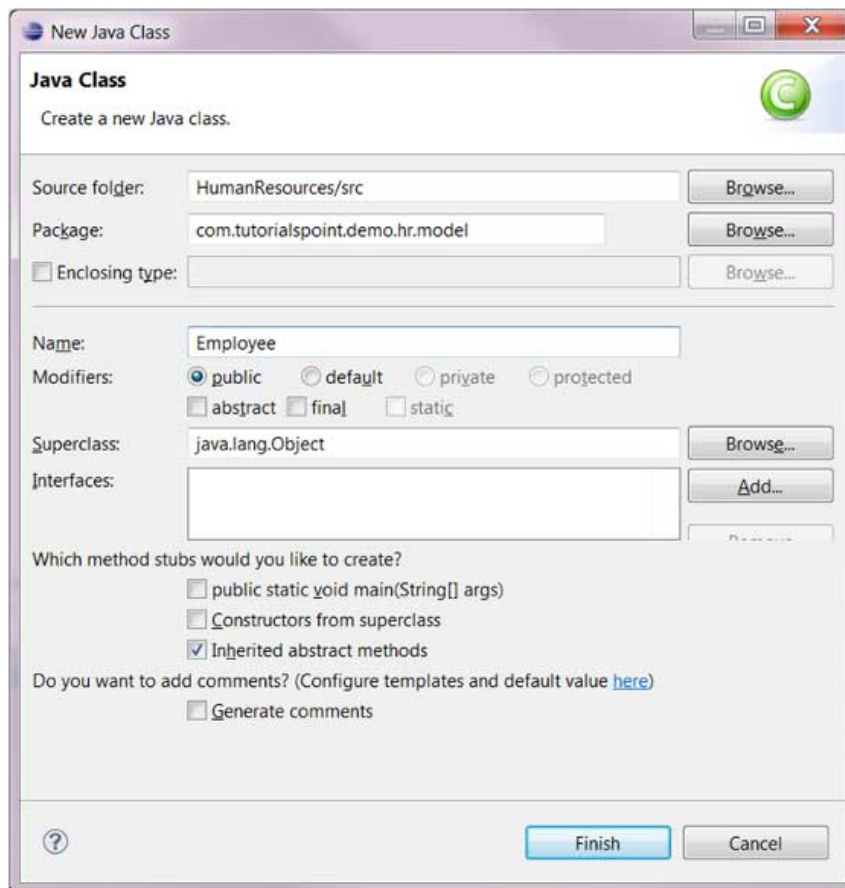 New Java Class
Java Class
Create a new Java class.
Source folder: HumanResources/src Browse...
Package: com.tutorialspoint.demo.hr.model Browse...
Enclosing type: Browse...
Name: Employee
Modifiers: public default private protected
abstract final static
Superclass: java.lang.Object Browse...
Interfaces: Add...
Which method stubs would you like to create?
public static void main(String[] args)
Constructors from superclass
Inherited abstract methods
Do you want to add comments? (Configure templates and default value here)
Generate comments
Finish Cancel